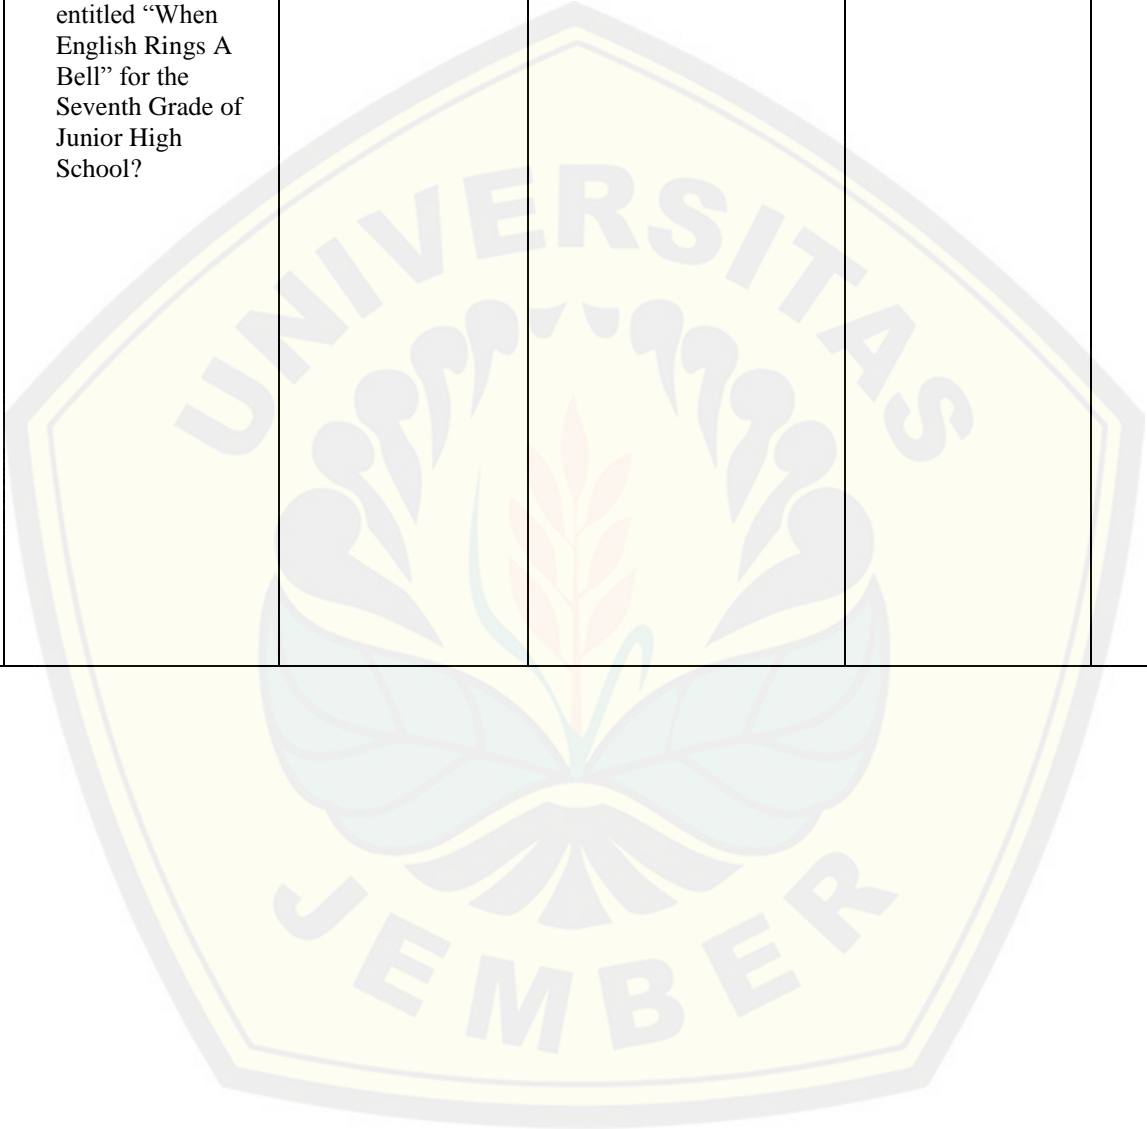 entitled “When
English Rings A
Bell” for the
Seventh Grade of
Junior High
School?
UNIVERSITAS
JEMBER